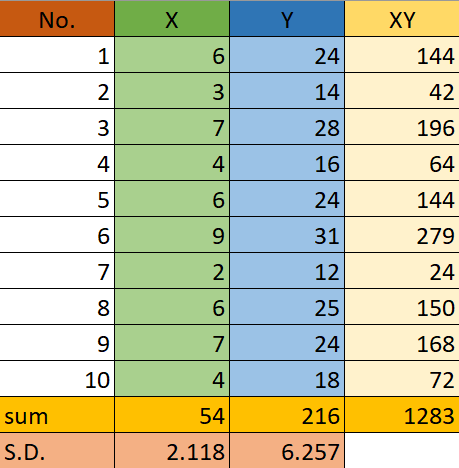 No. X Y XY
1 6 24 144
2 3 14 42
3 7 28 196
4 4 16 64
5 6 24 144
6 9 31 279
7 2 12 24
8 6 25 150
9 7 24 168
10 4 18 72
sum 54 216 1283
S.D. 2.118 6.257